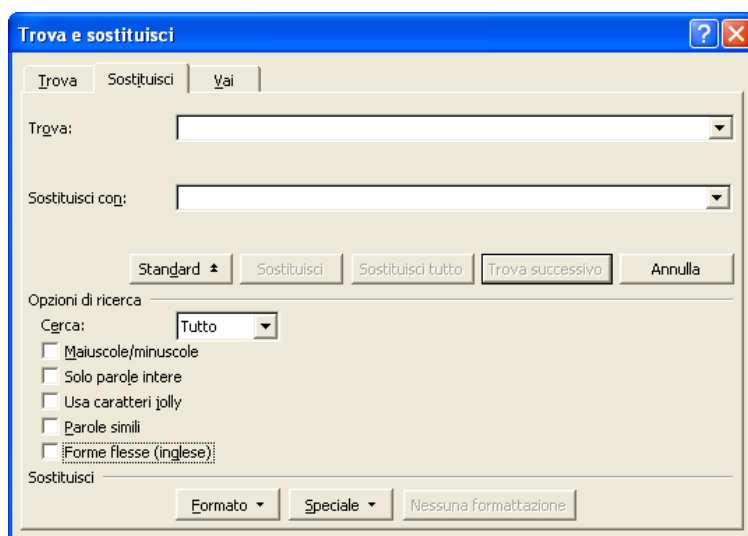 Trova e sostituisci
Trova Sostituisci Vai
Trova:
Sostituisci con:
Standard Sostituisci Sostituisci tutto Trova successivo Annulla
Opzioni di ricerca
Cerca: Tutto
Maiuscole/minuscole
Solo parole intere
Usa caratteri jolly
Parole simili
Forme flesse (inglese)
Sostituisci
Formato Speciale Nessuna formattazione